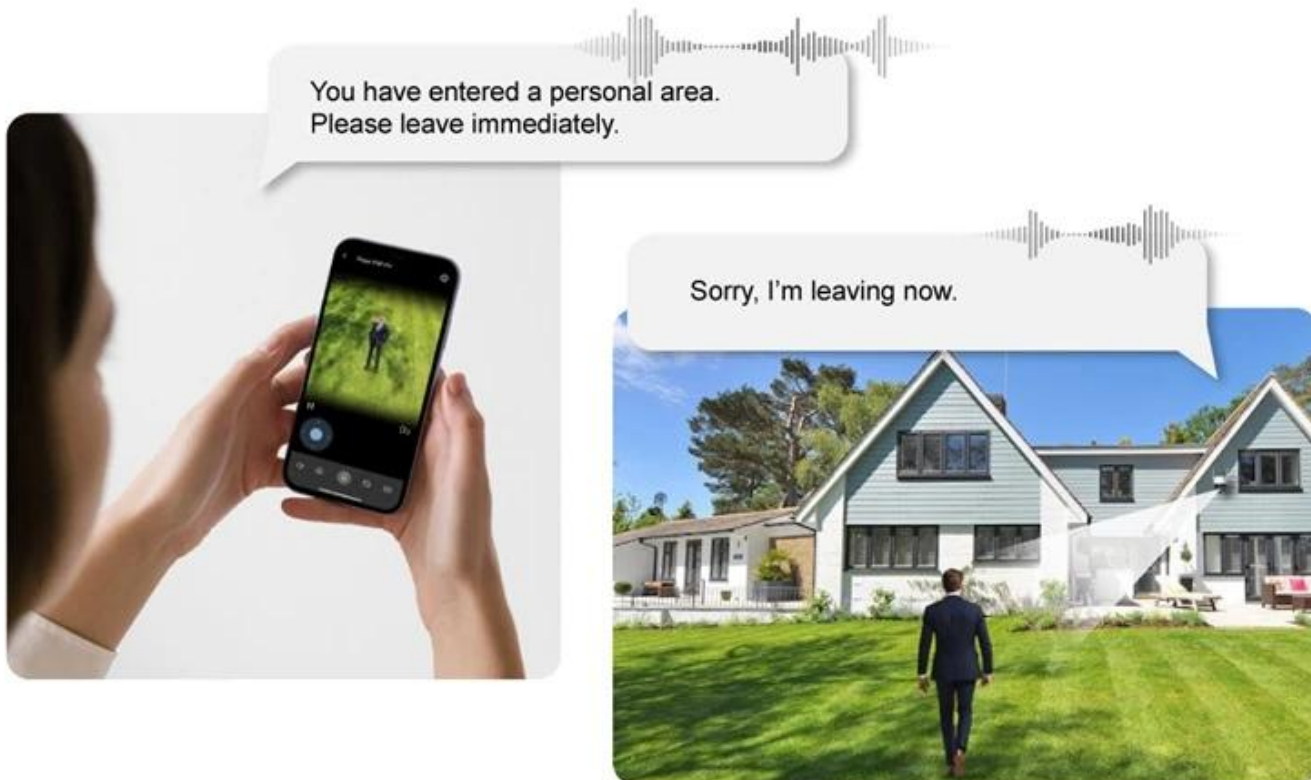 You have entered a personal area.
Please leave immediately.
Sorry, I'm leaving now.